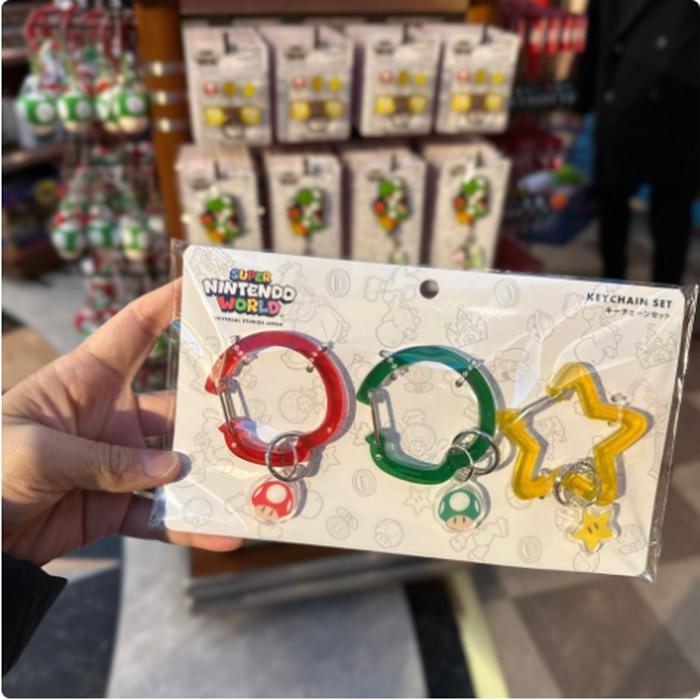 SUPER
NINTENDO
WORLD
UNIVERSAL STUDIOS JAPAN
KEYCHAIN SET
キーチェーンセット